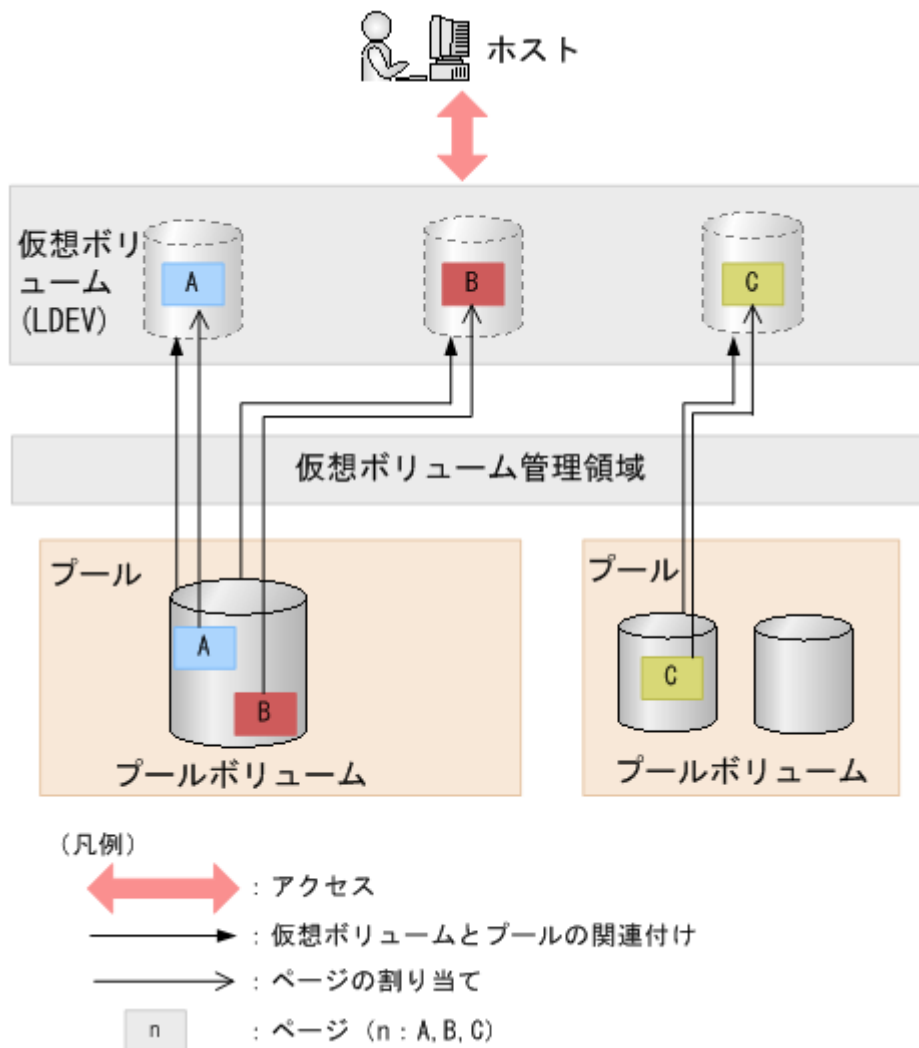 ホスト
仮想ボリ
ューム
(LDEV)
A
B
C
仮想ボリューム管理領域
プール
プール
A
B
C
プールボリューム
プールボリューム
(凡例)
: アクセス
: 仮想ボリュームとプールの関連付け
: ページの割り当て
n
: ページ (n : A, B, C)